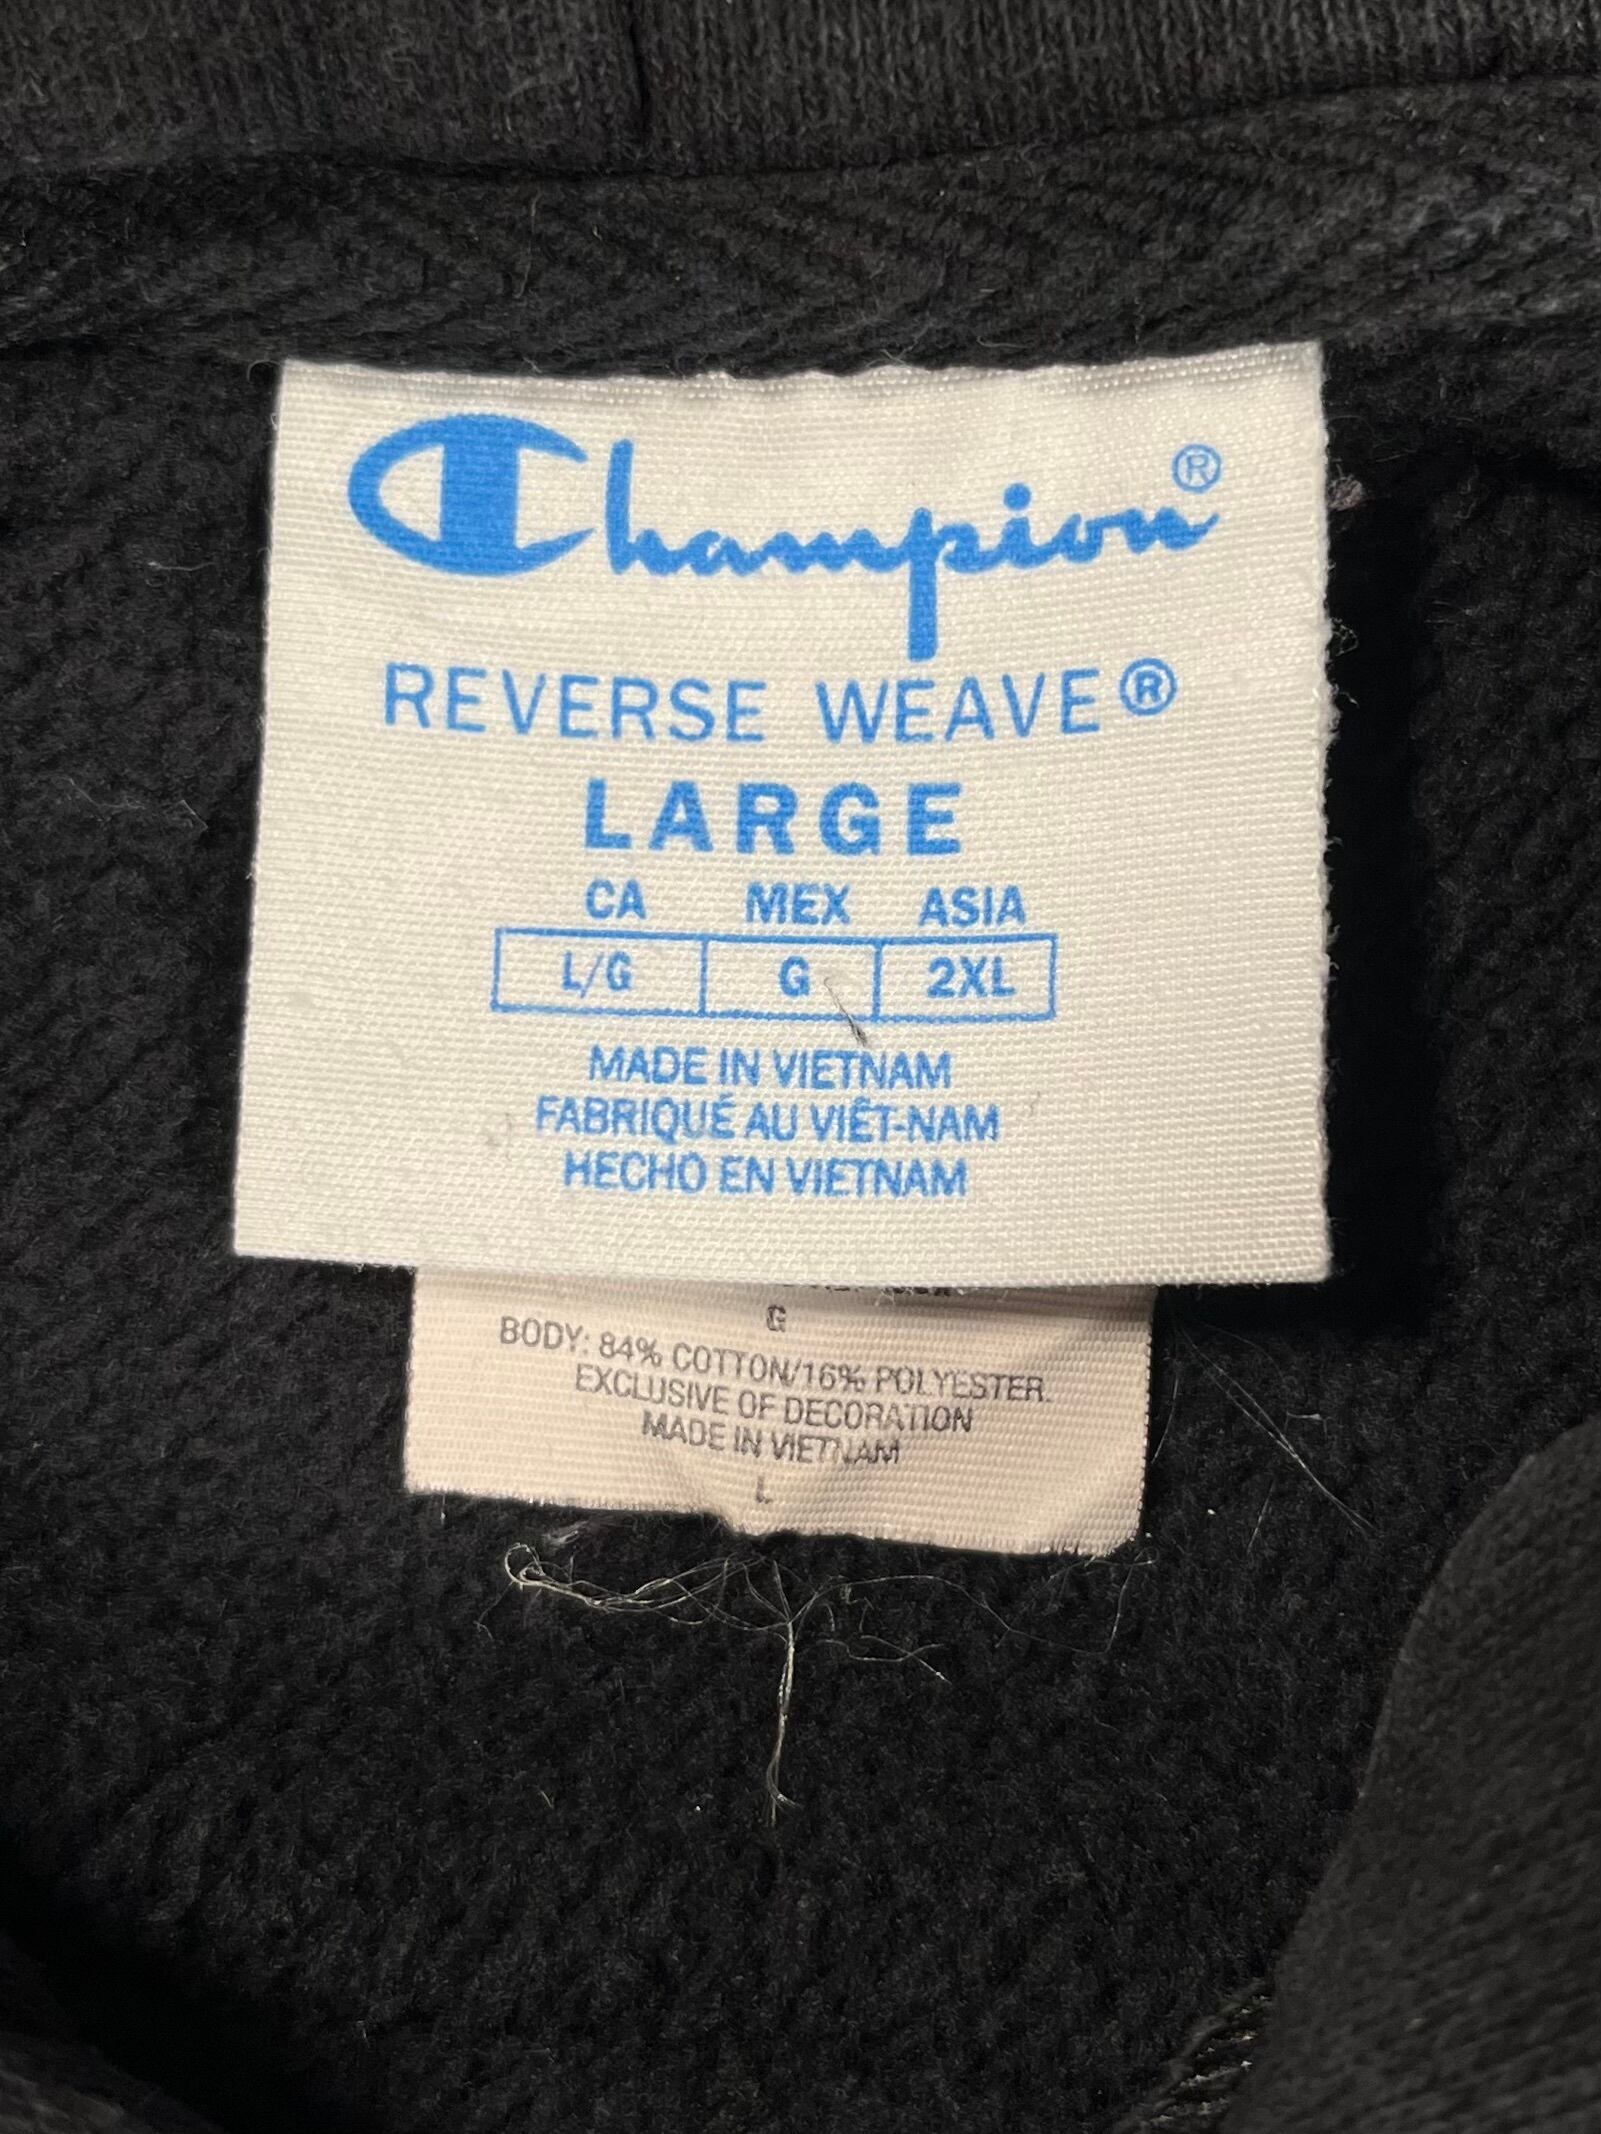 Champion®
REVERSE WEAVE®
LARGE
CA MEX ASIA
L/G G 2XL
MADE IN VIETNAM
FABRIQUÉ AU VIÊT-NAM
HECHO EN VIETNAM
G
BODY: 84% COTTON/16% POLYESTER.
EXCLUSIVE OF DECORATION
MADE IN VIETNAM
L